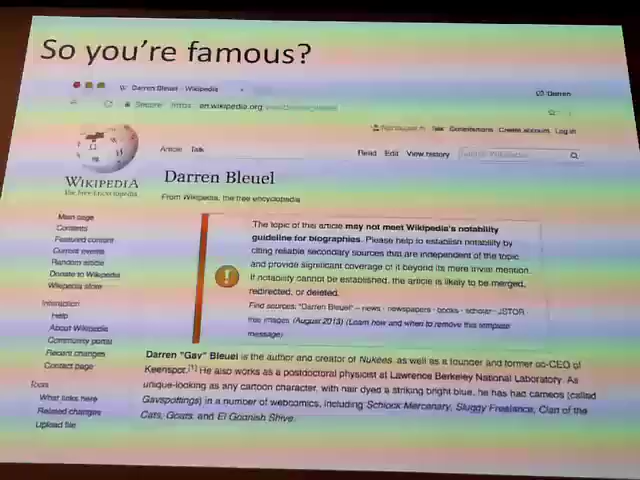 So you're famous?
Darren Bleuel - Wikipedia
Darren
Secure https en.wikipedia.org
Talk Contributions Create account Log in
Article Talk
Read Edit View history
WIKIPEDIA
The Free Encyclopedia
Darren Bleuel
From Wikipedia, the free encyclopedia
Main page
Contents
Featured content
Current events
Random article
Donate to Wikipedia
Wikipedia store
Interaction
Help
About Wikipedia
Community portal
Recent changes
Contact page
Tools
What links here
Related changes
Upload file
The topic of this article may not meet Wikipedia's notability
guideline for biographies. Please help to establish notability by
citing reliable secondary sources that are independent of the topic
and provide significant coverage of it beyond its mere trivial mention.
If notability cannot be established, the article is likely to be merged,
redirected, or deleted.
Find sources: "Darren Bleuel" – news · newspapers · books · scholar · JSTOR ·
free images (August 2013) (Learn how and when to remove this template
message)
Darren "Gav" Bleuel is the author and creator of Nukees, as well as a founder and former co-CEO of
Keenspot.[1] He also works as a postdoctoral physicist at Lawrence Berkeley National Laboratory. As
unique-looking as any cartoon character, with hair dyed a striking bright blue, he has had cameos (called
Gavspottings) in a number of webcomics, including Schlock Mercenary, Sluggy Freelance, Clan of the
Cats, Goats, and El Goonish Shive.